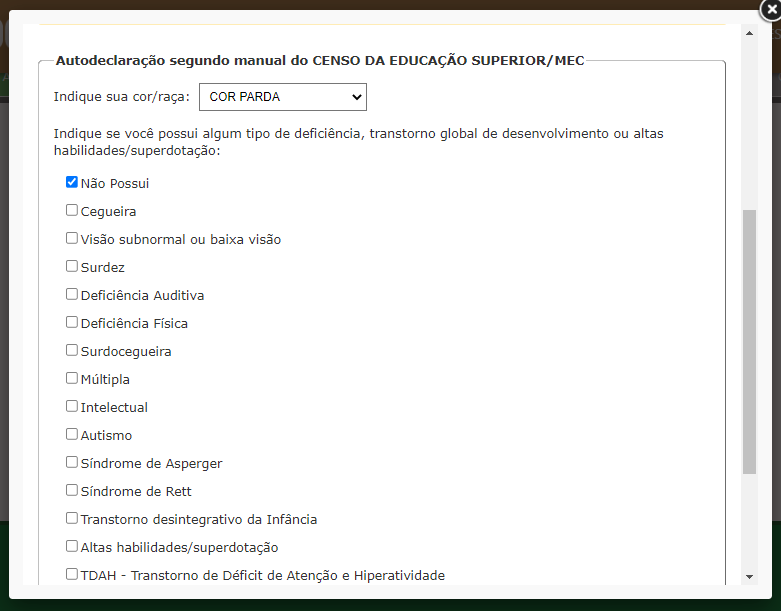 Autodeclaração segundo manual do CENSO DA EDUCAÇÃO SUPERIOR/MEC
Indique sua cor/raça: COR PARDA
Indique se você possui algum tipo de deficiência, transtorno global de desenvolvimento ou altas
habilidades/superdotação:
Não Possui
Cegueira
Visão subnormal ou baixa visão
Surdez
Deficiência Auditiva
Deficiência Física
Surdocegueira
Múltipla
Intelectual
Autismo
Síndrome de Asperger
Síndrome de Rett
Transtorno desintegrativo da Infância
Altas habilidades/superdotação
TDAH - Transtorno de Déficit de Atenção e Hiperatividade